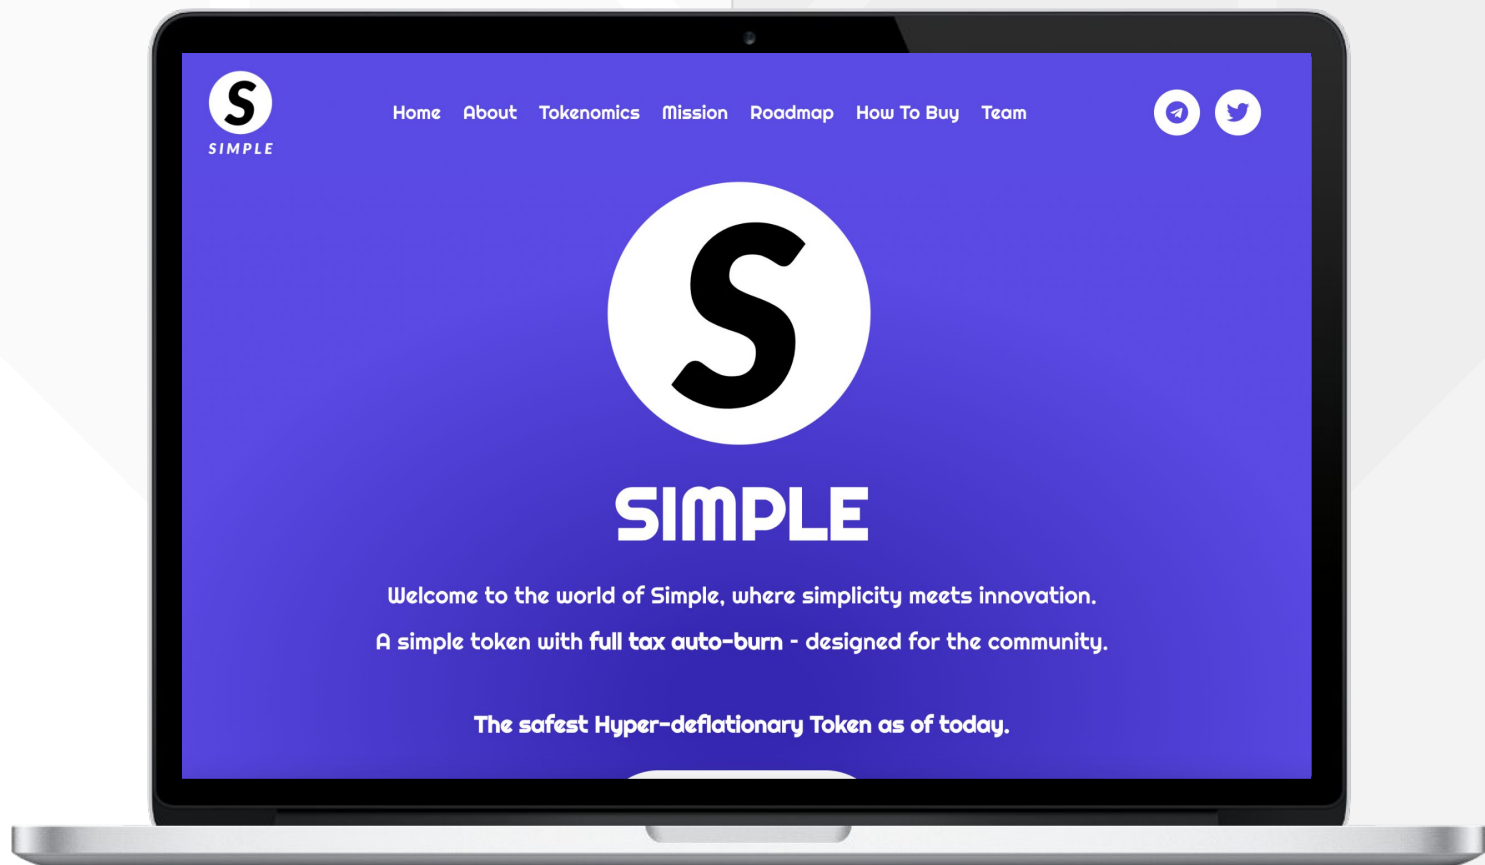 S
SIMPLE
Home About Tokenomics Mission Roadmap How To Buy Team
S
SIMPLE
Welcome to the world of Simple, where simplicity meets innovation.
A simple token with full tax auto-burn - designed for the community.
The safest Hyper-deflationary Token as of today.